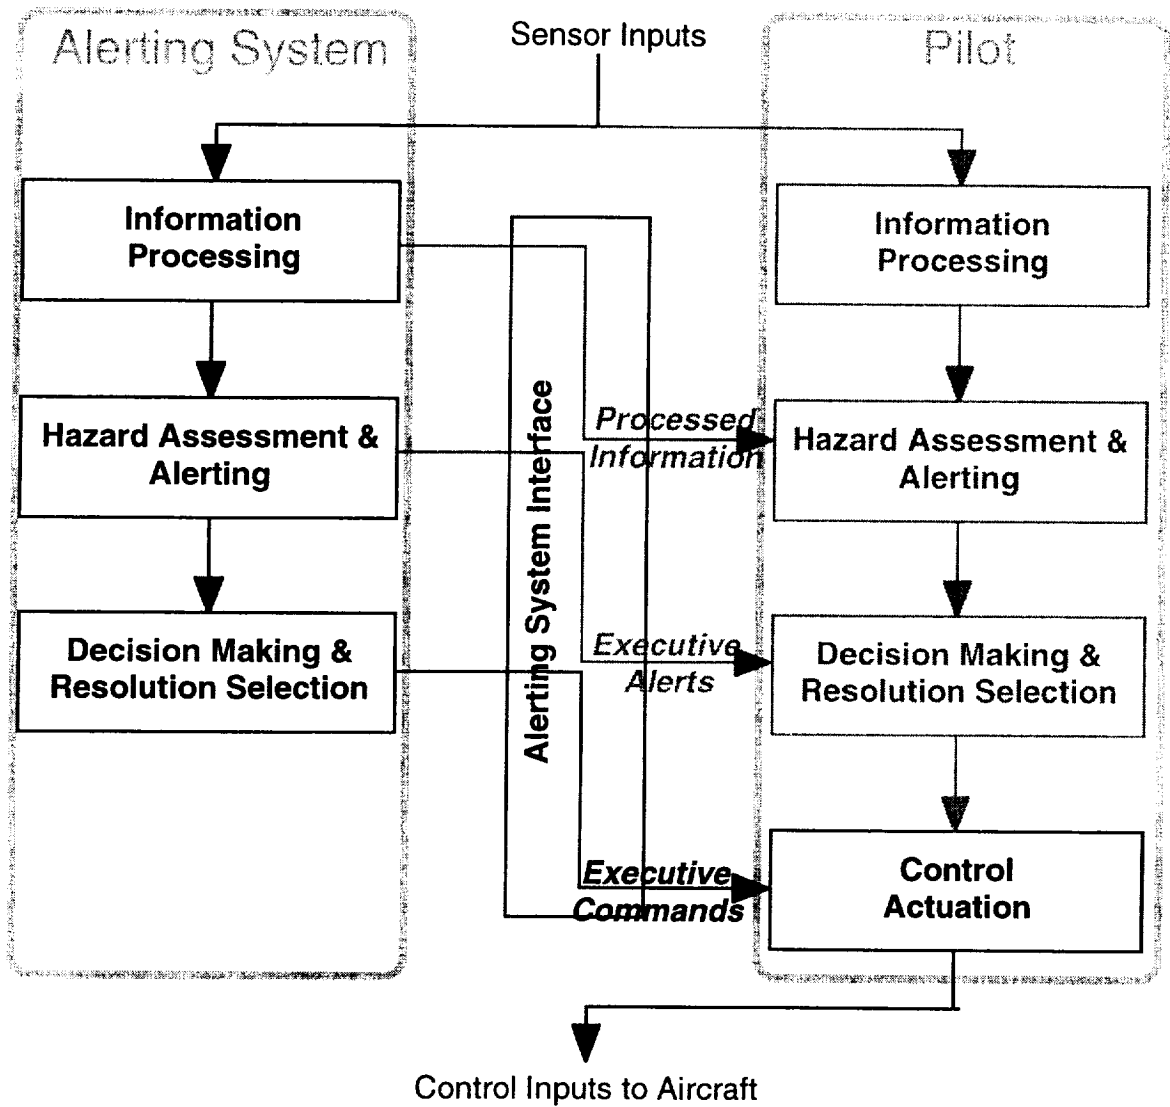 Sensor Inputs
Alerting System
Pilot
Information
Processing
Hazard Assessment &
Alerting
Decision Making &
Resolution Selection
Alerting System Interface
Processed
Information
Executive
Alerts
Executive
Commands
Information
Processing
Hazard Assessment &
Alerting
Decision Making &
Resolution Selection
Control
Actuation
Control Inputs to Aircraft